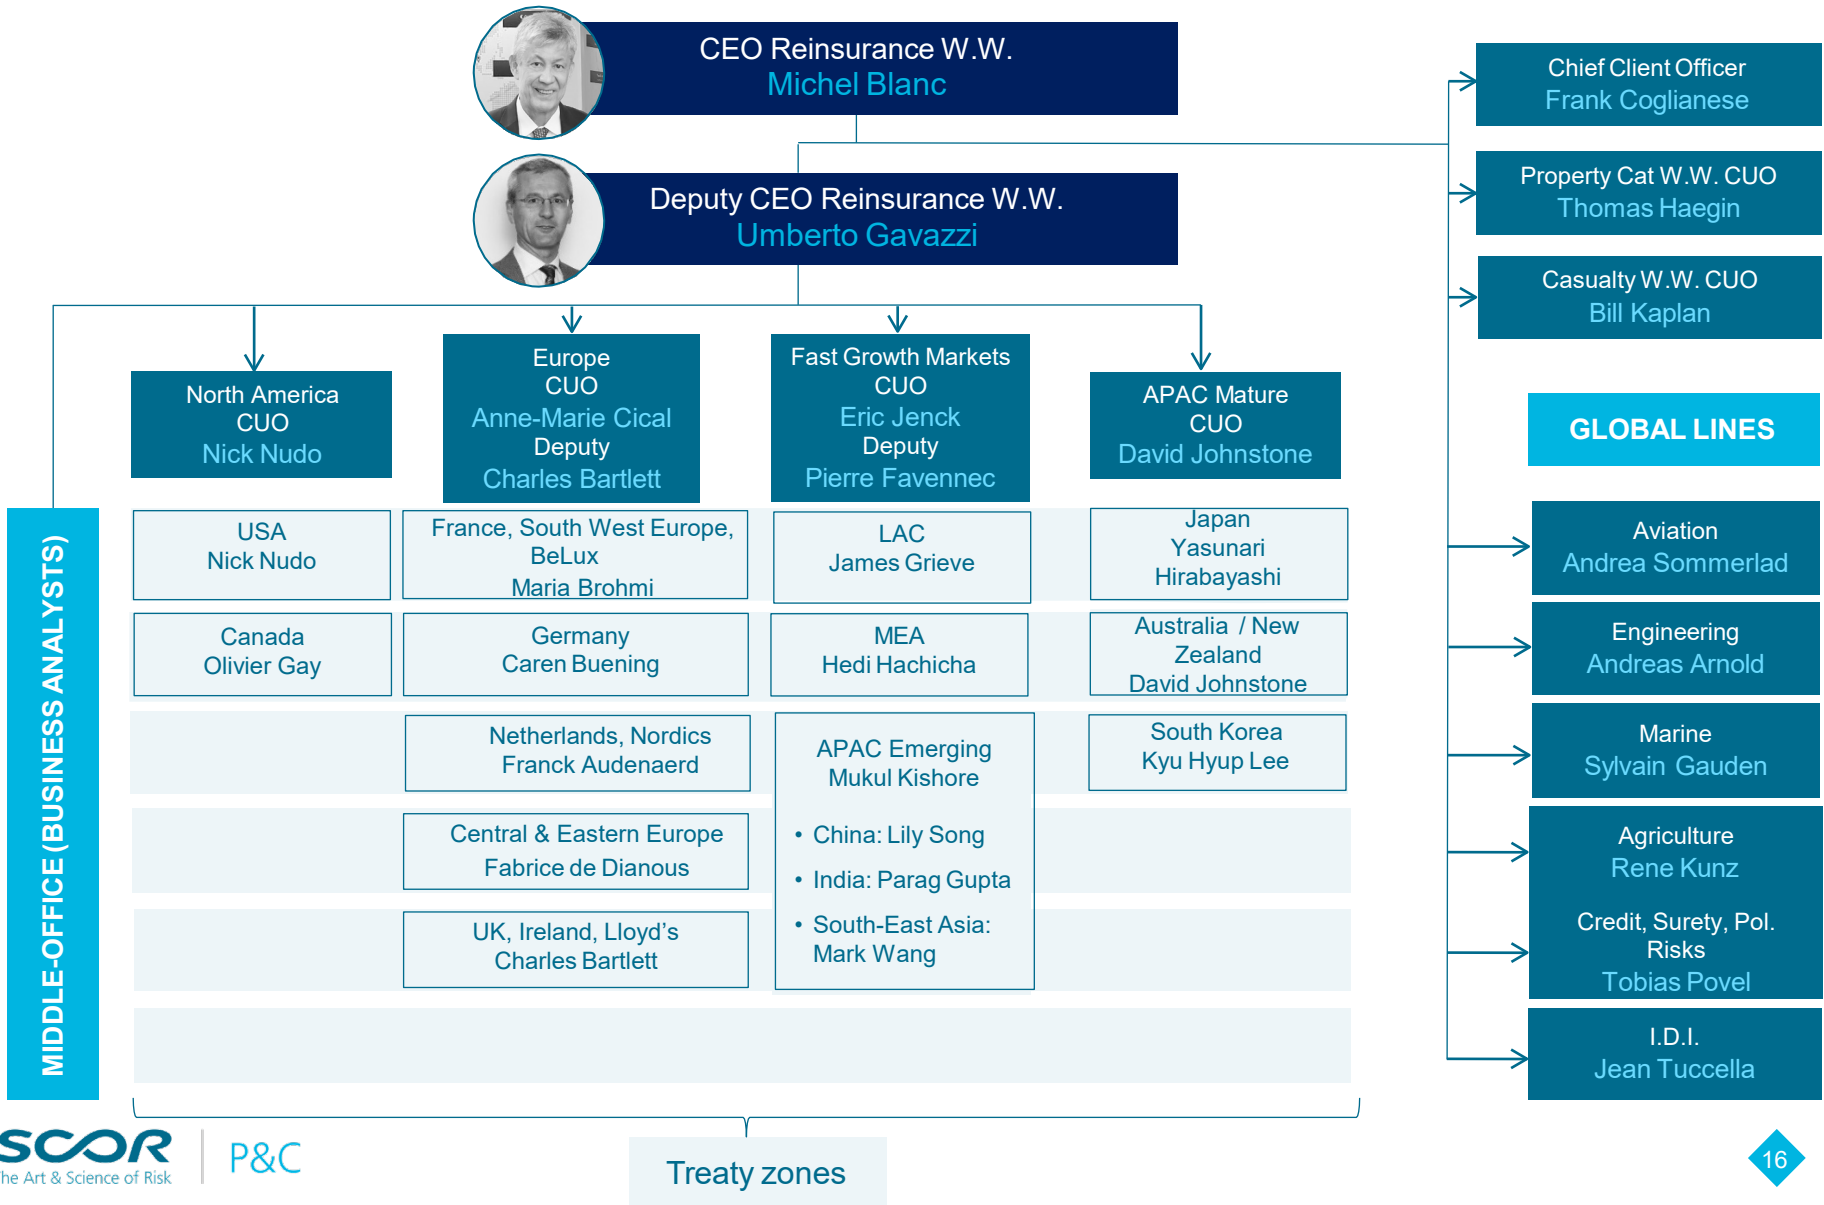 CEO Reinsurance W.W.
Michel Blanc
Deputy CEO Reinsurance W.W.
Umberto Gavazzi
Chief Client Officer
Frank Coglianese
Property Cat W.W. CUO
Thomas Haegin
Casualty W.W. CUO
Bill Kaplan
North America
CUO
Nick Nudo
Europe
CUO
Anne-Marie Cical
Deputy
Charles Bartlett
Fast Growth Markets
CUO
Eric Jenck
Deputy
Pierre Favennec
APAC Mature
CUO
David Johnstone
MIDDLE-OFFICE (BUSINESS ANALYSTS)
USA
Nick Nudo
Canada
Olivier Gay
France, South West Europe,
BeLux
Maria Brohmi
Germany
Caren Buening
Netherlands, Nordics
Franck Audenaerd
Central & Eastern Europe
Fabrice de Dianous
UK, Ireland, Lloyd’s
Charles Bartlett
LAC
James Grieve
MEA
Hedi Hachicha
APAC Emerging
Mukul Kishore
• China: Lily Song
• India: Parag Gupta
• South-East Asia:
Mark Wang
Japan
Yasunari
Hirabayashi
Australia / New
Zealand
David Johnstone
South Korea
Kyu Hyup Lee
GLOBAL LINES
Aviation
Andrea Sommerlad
Engineering
Andreas Arnold
Marine
Sylvain Gauden
Agriculture
Rene Kunz
Credit, Surety, Pol.
Risks
Tobias Povel
I.D.I.
Jean Tuccella
Treaty zones
SCOR
The Art & Science of Risk
P&C
16